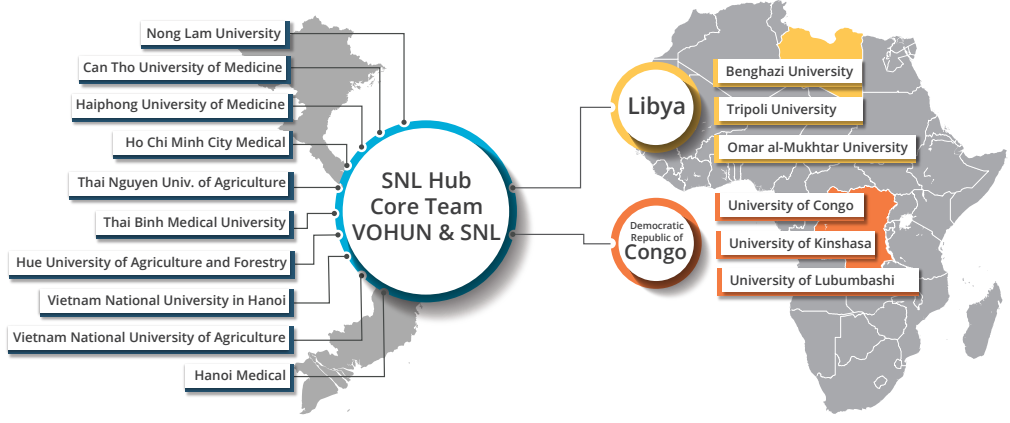 Nong Lam University
Can Tho University of Medicine
Haiphong University of Medicine
Ho Chi Minh City Medical
Thai Nguyen Univ. of Agriculture
Thai Binh Medical University
Hue University of Agriculture and Forestry
Vietnam National University in Hanoi
Vietnam National University of Agriculture
Hanoi Medical
SNL Hub
Core Team
VOHUN & SNL
Libya
Benghazi University
Tripoli University
Omar al-Mukhtar University
Democratic
Republic of
Congo
University of Congo
University of Kinshasa
University of Lubumbashi